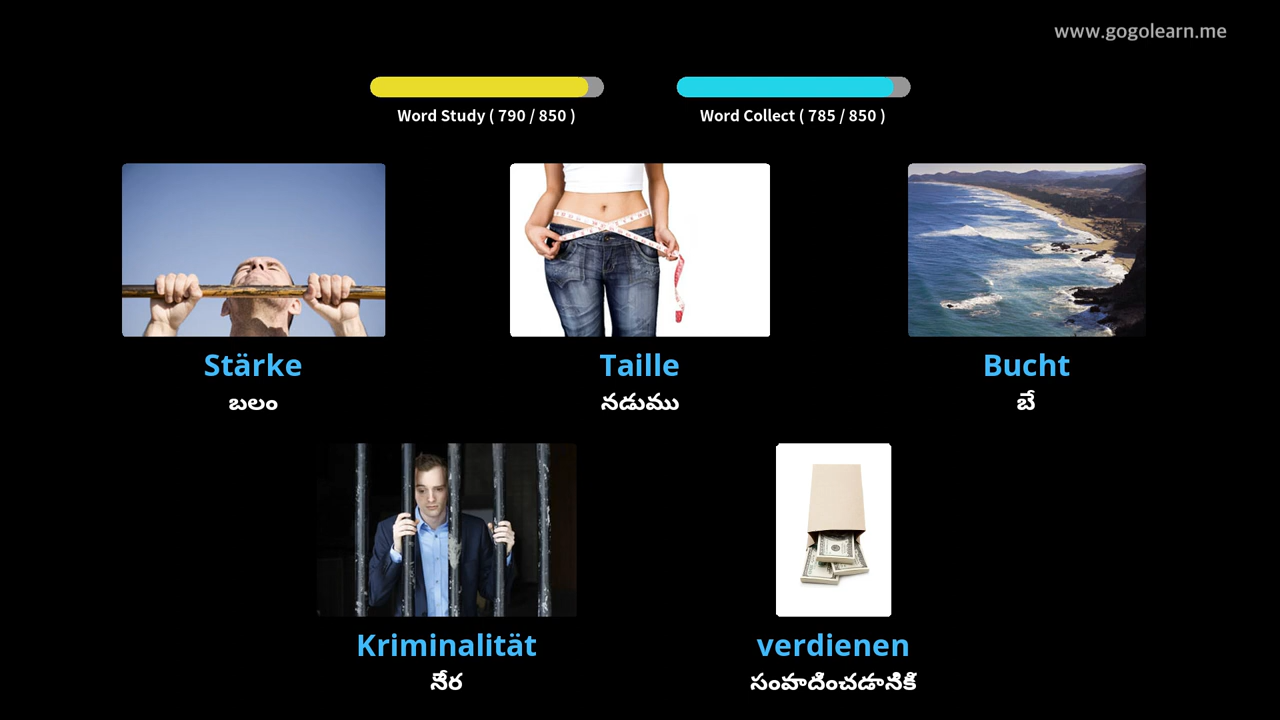 www.gogolearn.me
Word Study ( 790 / 850 )
Word Collect ( 785 / 850 )
Stärke
Taille
Bucht
బలం
నడుము
బే
Kriminalität
verdienen
నేర
సంపాదించడానికి